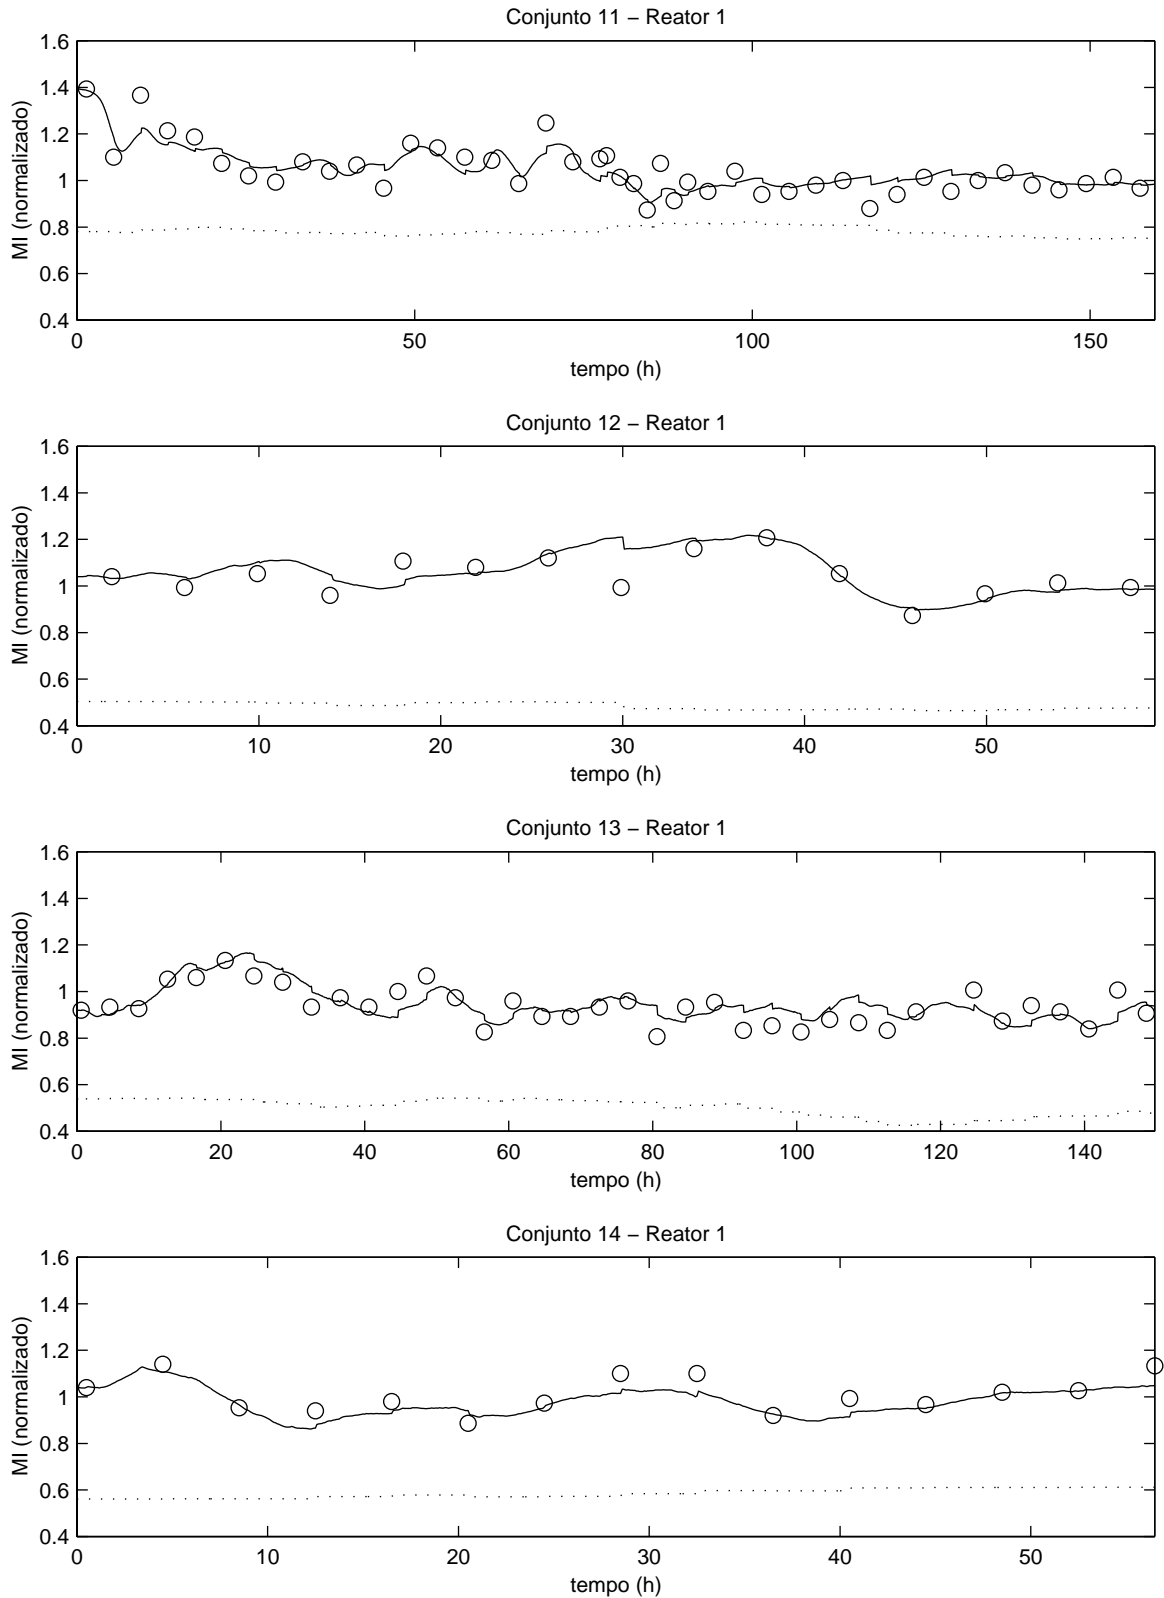 Conjunto 11 – Reator 1
1.6
1.4
1.2
1
0.8
0.6
0.4
MI (normalizado)
0 50 100 150
tempo (h)
Conjunto 12 – Reator 1
1.6
1.4
1.2
1
0.8
0.6
0.4
MI (normalizado)
0 10 20 30 40 50
tempo (h)
Conjunto 13 – Reator 1
1.6
1.4
1.2
1
0.8
0.6
0.4
MI (normalizado)
0 20 40 60 80 100 120 140
tempo (h)
Conjunto 14 – Reator 1
1.6
1.4
1.2
1
0.8
0.6
0.4
MI (normalizado)
0 10 20 30 40 50
tempo (h)